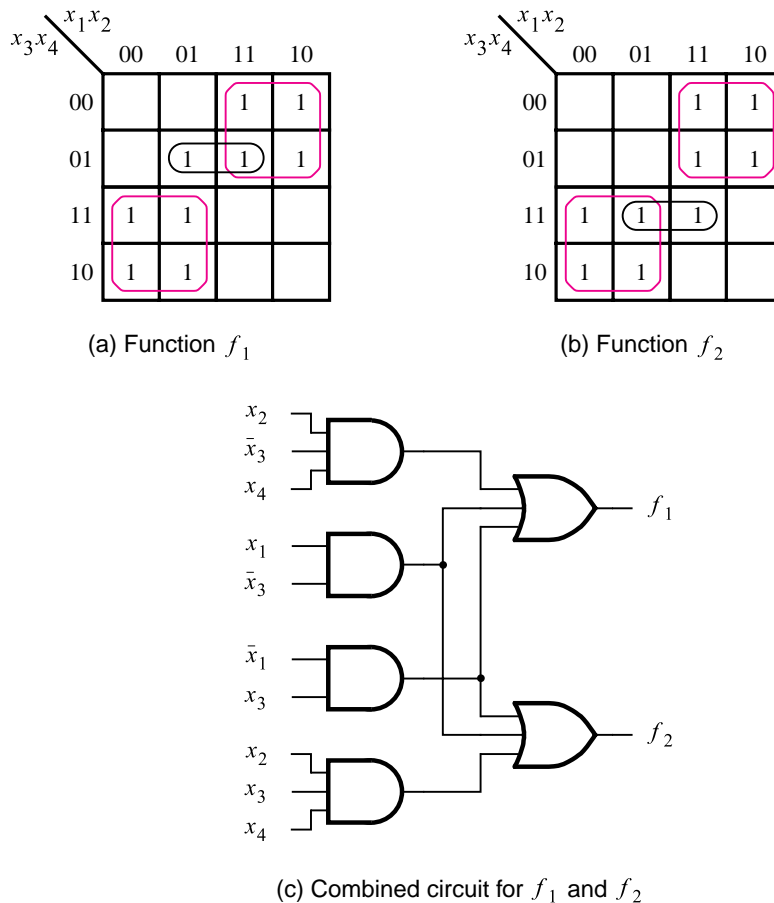 x₁x₂ x₁x₂
x₃x₄ x₃x₄
00 01 11 10 00 01 11 10
00 1 1 00 1 1
01 1 1 1 01 1 1
11 1 1 11 1 1 1
10 1 1 10 1 1
(a) Function f₁ (b) Function f₂
x₂
x̄₃
x₄
f₁
x₁
x̄₃
x̄₁
x₃
f₂
x₂
x₃
x₄
(c) Combined circuit for f₁ and f₂